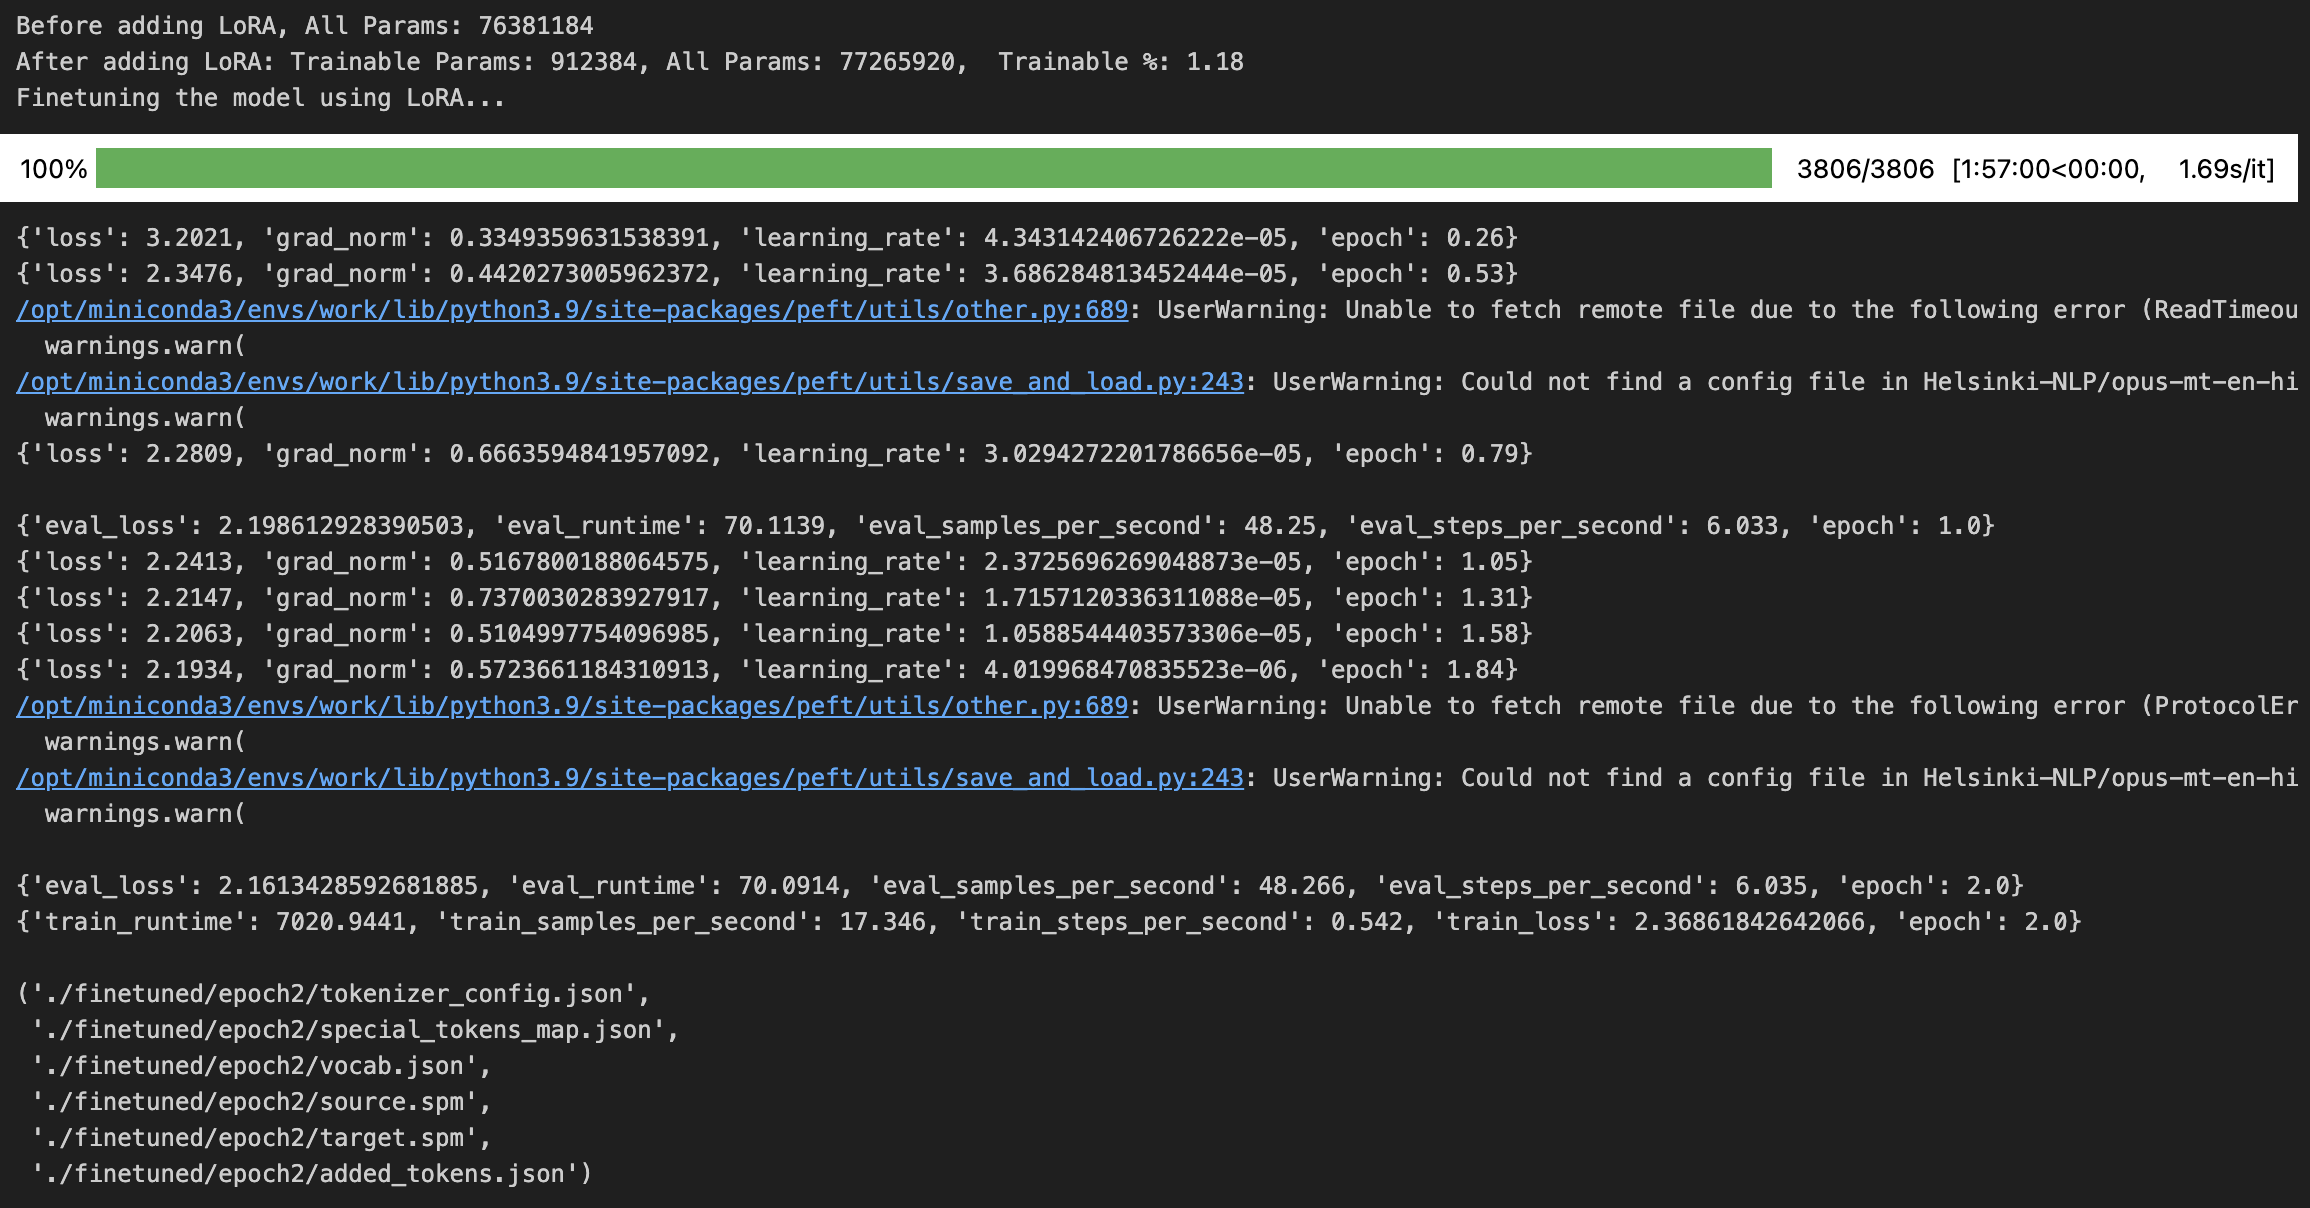 Before adding LoRA, All Params: 76381184
After adding LoRA: Trainable Params: 912384, All Params: 77265920,  Trainable %: 1.18
Finetuning the model using LoRA...
100% 3806/3806 [1:57:00<00:00, 1.69s/it]
{'loss': 3.2021, 'grad_norm': 0.3349359631538391, 'learning_rate': 4.343142406726222e-05, 'epoch': 0.26}
{'loss': 2.3476, 'grad_norm': 0.4420273005962372, 'learning_rate': 3.686284813452444e-05, 'epoch': 0.53}
/opt/miniconda3/envs/work/lib/python3.9/site-packages/peft/utils/other.py:689: UserWarning: Unable to fetch remote file due to the following error (ReadTimeou
  warnings.warn(
/opt/miniconda3/envs/work/lib/python3.9/site-packages/peft/utils/save_and_load.py:243: UserWarning: Could not find a config file in Helsinki-NLP/opus-mt-en-hi
  warnings.warn(
{'loss': 2.2809, 'grad_norm': 0.6663594841957092, 'learning_rate': 3.0294272201786656e-05, 'epoch': 0.79}
{'eval_loss': 2.198612928390503, 'eval_runtime': 70.1139, 'eval_samples_per_second': 48.25, 'eval_steps_per_second': 6.033, 'epoch': 1.0}
{'loss': 2.2413, 'grad_norm': 0.5167800188064575, 'learning_rate': 2.3725696269048873e-05, 'epoch': 1.05}
{'loss': 2.2147, 'grad_norm': 0.7370030283927917, 'learning_rate': 1.7157120336311088e-05, 'epoch': 1.31}
{'loss': 2.2063, 'grad_norm': 0.5104997754096985, 'learning_rate': 1.0588544403573306e-05, 'epoch': 1.58}
{'loss': 2.1934, 'grad_norm': 0.5723661184310913, 'learning_rate': 4.019968470835523e-06, 'epoch': 1.84}
/opt/miniconda3/envs/work/lib/python3.9/site-packages/peft/utils/other.py:689: UserWarning: Unable to fetch remote file due to the following error (ProtocolEr
  warnings.warn(
/opt/miniconda3/envs/work/lib/python3.9/site-packages/peft/utils/save_and_load.py:243: UserWarning: Could not find a config file in Helsinki-NLP/opus-mt-en-hi
  warnings.warn(
{'eval_loss': 2.1613428592681885, 'eval_runtime': 70.0914, 'eval_samples_per_second': 48.266, 'eval_steps_per_second': 6.035, 'epoch': 2.0}
{'train_runtime': 7020.9441, 'train_samples_per_second': 17.346, 'train_steps_per_second': 0.542, 'train_loss': 2.36861842642066, 'epoch': 2.0}
('./finetuned/epoch2/tokenizer_config.json',
 './finetuned/epoch2/special_tokens_map.json',
 './finetuned/epoch2/vocab.json',
 './finetuned/epoch2/source.spm',
 './finetuned/epoch2/target.spm',
 './finetuned/epoch2/added_tokens.json')